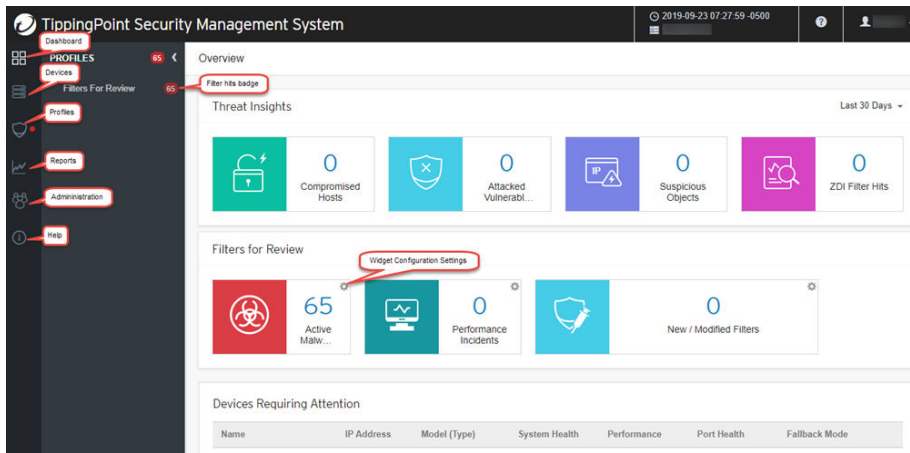 TippingPoint Security Management System
2019-09-23 07:27:59 -0500
Dashboard
PROFILES 65
Overview
Devices
Filters For Review 65
Filter hits badge
Threat Insights
Last 30 Days
Profiles
Reports
Admininistration
Help
0
Compromised
Hosts
0
Attacked
Vulnerabl...
IP
0
Suspicious
Objects
0
ZDI Filter Hits
Filters for Review
Widget Configuration Settings
65
Active
Malw...
0
Performance
Incidents
0
New / Modified Filters
Devices Requiring Attention
Name IP Address Model (Type) System Health Performance Port Health Fallback Mode